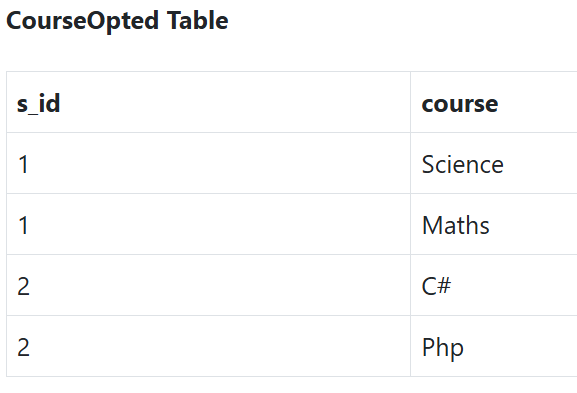 CourseOpted Table
s_id course
1 Science
1 Maths
2 C#
2 Php